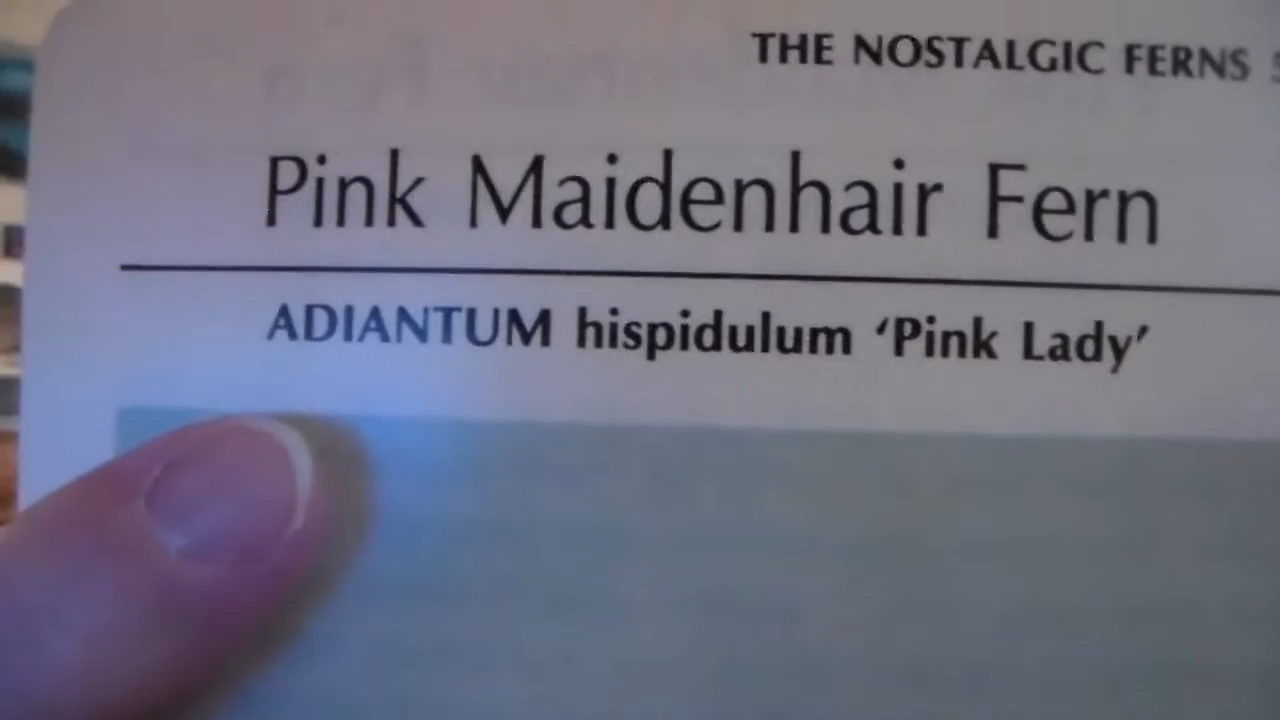 THE NOSTALGIC FERNS
Pink Maidenhair Fern
ADIANTUM hispidulum ‘Pink Lady’